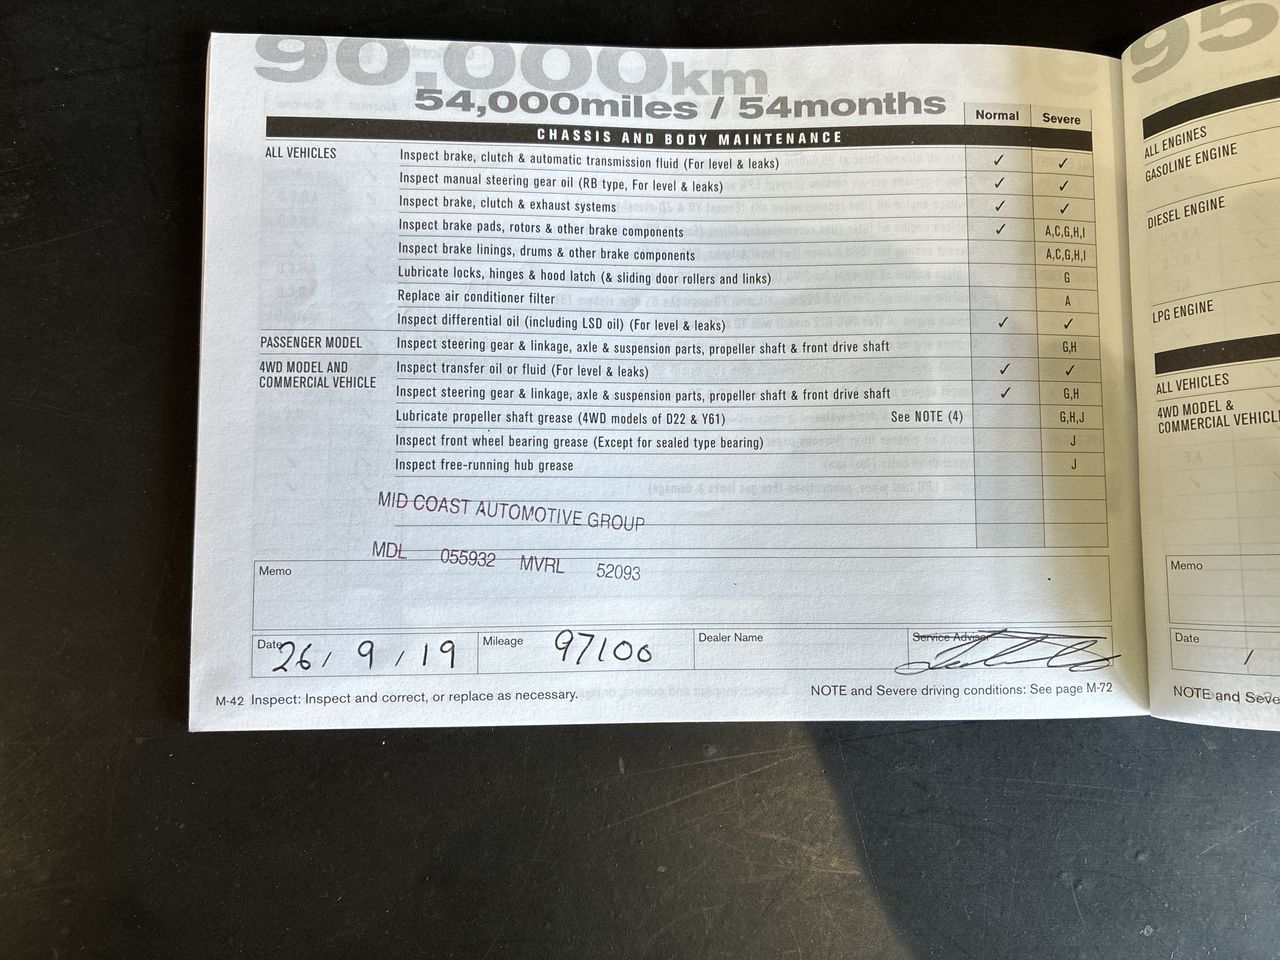 90,000km
54,000miles / 54months
Normal Severe
CHASSIS AND BODY MAINTENANCE
ALL VEHICLES Inspect brake, clutch & automatic transmission fluid (For level & leaks) ✓ ✓
Inspect manual steering gear oil (RB type, For level & leaks) ✓ ✓
Inspect brake, clutch & exhaust systems ✓ ✓
Inspect brake pads, rotors & other brake components ✓ A,C,G,H,I
Inspect brake linings, drums & other brake components A,C,G,H,I
Lubricate locks, hinges & hood latch (& sliding door rollers and links) G
Replace air conditioner filter A
Inspect differential oil (including LSD oil) (For level & leaks) ✓ ✓
PASSENGER MODEL Inspect steering gear & linkage, axle & suspension parts, propeller shaft & front drive shaft G,H
4WD MODEL AND Inspect transfer oil or fluid (For level & leaks) ✓ ✓
COMMERCIAL VEHICLE Inspect steering gear & linkage, axle & suspension parts, propeller shaft & front drive shaft ✓ G,H
Lubricate propeller shaft grease (4WD models of D22 & Y61) See NOTE (4) G,H,J
Inspect front wheel bearing grease (Except for sealed type bearing) J
Inspect free-running hub grease J
MID COAST AUTOMOTIVE GROUP
MDL 055932 MVRL 52093
Memo
Date 26 / 9 / 19 Mileage 97100 Dealer Name Service Advisor
M-42 Inspect: Inspect and correct, or replace as necessary. NOTE and Severe driving conditions: See page M-72
95
ALL ENGINES
GASOLINE ENGINE
DIESEL ENGINE
LPG ENGINE
ALL VEHICLES
4WD MODEL &
COMMERCIAL VEHICL
Memo
Date /
NOTE and Seve